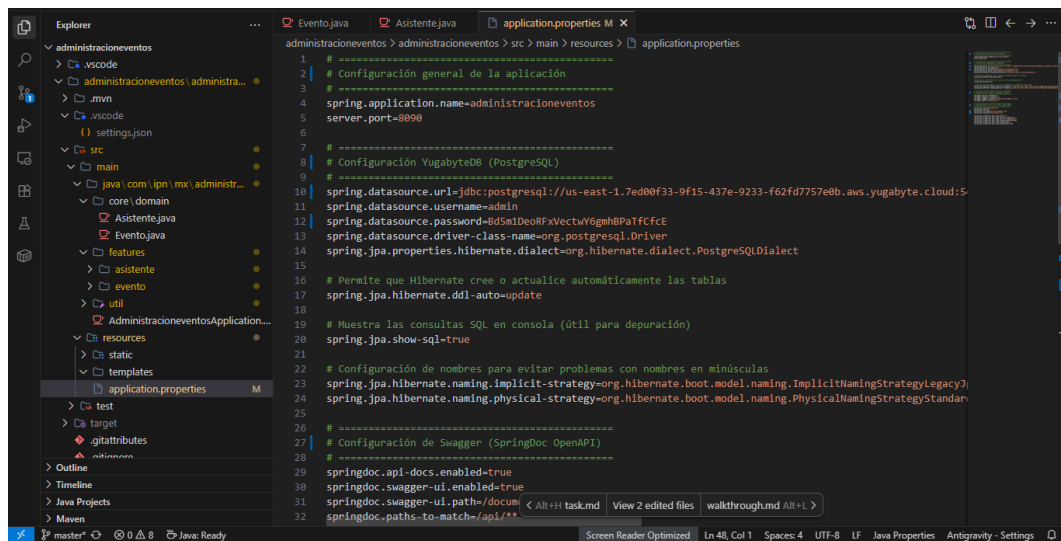 Explorer
administracioneventos
.vscode
administracioneventos\administra...
.mvn
.vscode
settings.json
src
main
java\com\ipn\mx\administr...
core\domain
Asistente.java
Evento.java
features
asistente
evento
util
AdministracioneventosApplication....
resources
static
templates
application.properties M
test
target
.gitattributes
.gitignore
Outline
Timeline
Java Projects
Maven
Evento.java
Asistente.java
application.properties M
administracioneventos > administracioneventos > src > main > resources > application.properties
1 # =============================================
2 # Configuración general de la aplicación
3 # =============================================
4 spring.application.name=administracioneventos
5 server.port=8090
6
7 # =============================================
8 # Configuración YugabyteDB (PostgreSQL)
9 # =============================================
10 spring.datasource.url=jdbc:postgresql://us-east-1.7ed00f33-9f15-437e-9233-f62fd7757e0b.aws.yugabyte.cloud:54
11 spring.datasource.username=admin
12 spring.datasource.password=Bd5m1DeoRFxVectwY6gmhBPaTfCfcE
13 spring.datasource.driver-class-name=org.postgresql.Driver
14 spring.jpa.properties.hibernate.dialect=org.hibernate.dialect.PostgreSQLDialect
15
16 # Permite que Hibernate cree o actualice automáticamente las tablas
17 spring.jpa.hibernate.ddl-auto=update
18
19 # Muestra las consultas SQL en consola (útil para depuración)
20 spring.jpa.show-sql=true
21
22 # Configuración de nombres para evitar problemas con nombres en minúsculas
23 spring.jpa.hibernate.naming.implicit-strategy=org.hibernate.boot.model.naming.ImplicitNamingStrategyLegacyJp
24 spring.jpa.hibernate.naming.physical-strategy=org.hibernate.boot.model.naming.PhysicalNamingStrategyStandar
25
26 # =============================================
27 # Configuración de Swagger (SpringDoc OpenAPI)
28 # =============================================
29 springdoc.api-docs.enabled=true
30 springdoc.swagger-ui.enabled=true
31 springdoc.swagger-ui.path=/docum
32 springdoc.paths-to-match=/api/**
< Alt+H task.md View 2 edited files walkthrough.md Alt+L >
master* 0 8 Java: Ready Screen Reader Optimized Ln 48, Col 1 Spaces: 4 UTF-8 LF Java Properties Antigravity - Settings